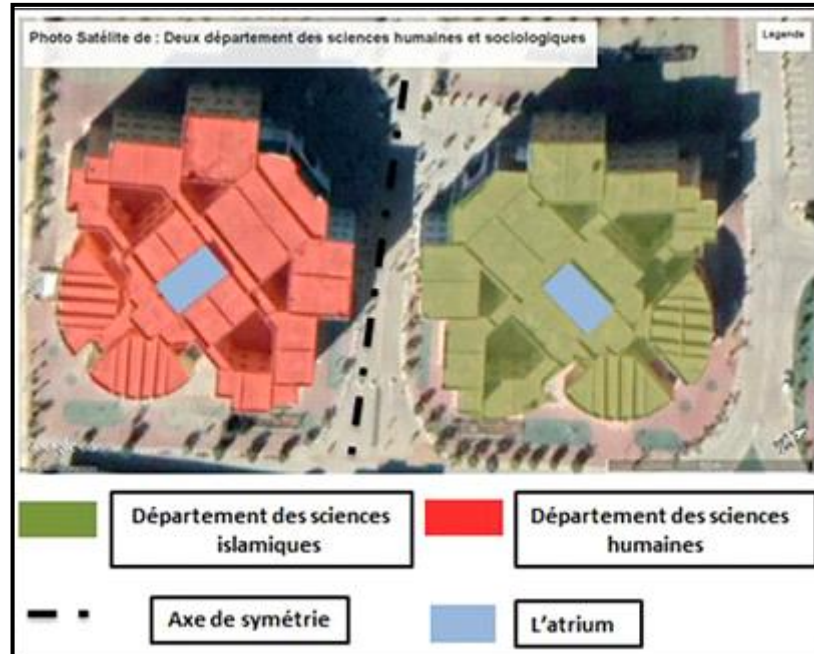 Photo Satélite de : Deux département des sciences humaines et sociologiques
Légende
Département des sciences
islamiques
Département des sciences
humaines
Axe de symétrie
L'atrium